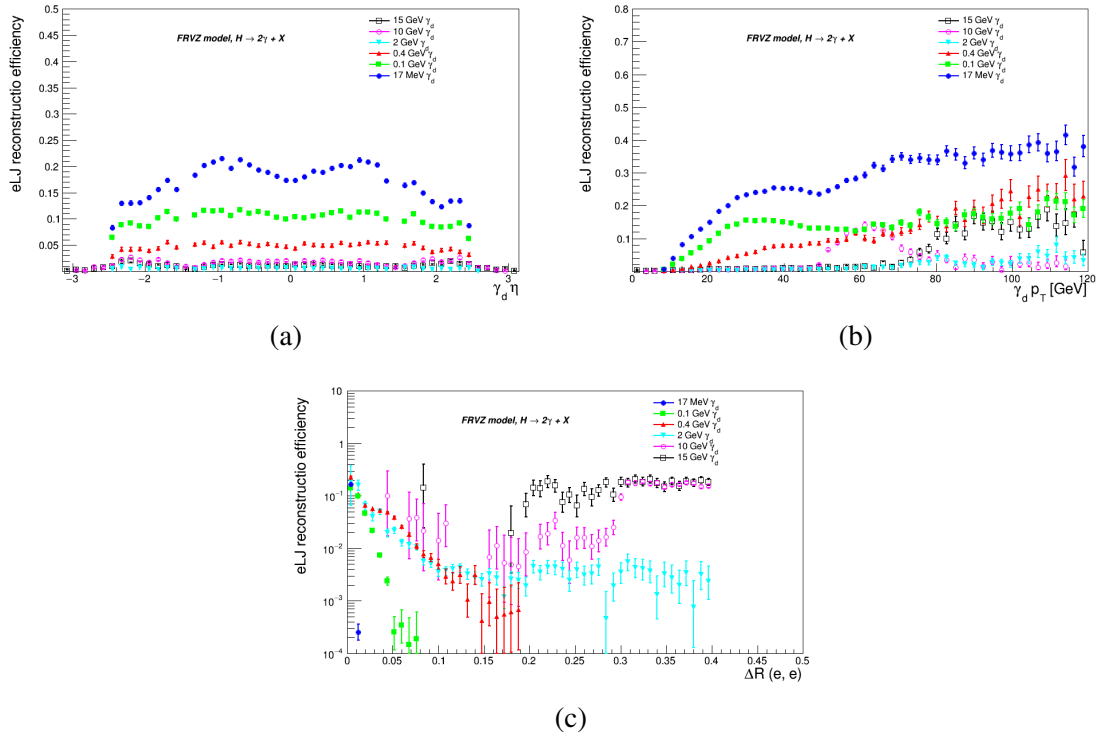 eLJ reconstructio efficiency
0.5
0.45
0.4
0.35
0.3
0.25
0.2
0.15
0.1
0.05
FRVZ model, H → 2γ + X
15 GeV γd
10 GeV γd
2 GeV γd
0.4 GeV γd
0.1 GeV γd
17 MeV γd
−3 −2 −1 0 1 2 3
γd η
(a)
eLJ reconstructio efficiency
0.8
0.7
0.6
0.5
0.4
0.3
0.2
0.1
0
FRVZ model, H → 2γ + X
15 GeV γd
10 GeV γd
2 GeV γd
0.4 GeV γd
0.1 GeV γd
17 MeV γd
0 20 40 60 80 100 120
γd pT [GeV]
(b)
eLJ reconstructio efficiency
10
1
10−1
10−2
10−3
10−4
FRVZ model, H → 2γ + X
17 MeV γd
0.1 GeV γd
0.4 GeV γd
2 GeV γd
10 GeV γd
15 GeV γd
0 0.05 0.1 0.15 0.2 0.25 0.3 0.35 0.4 0.45 0.5
ΔR (e, e)
(c)